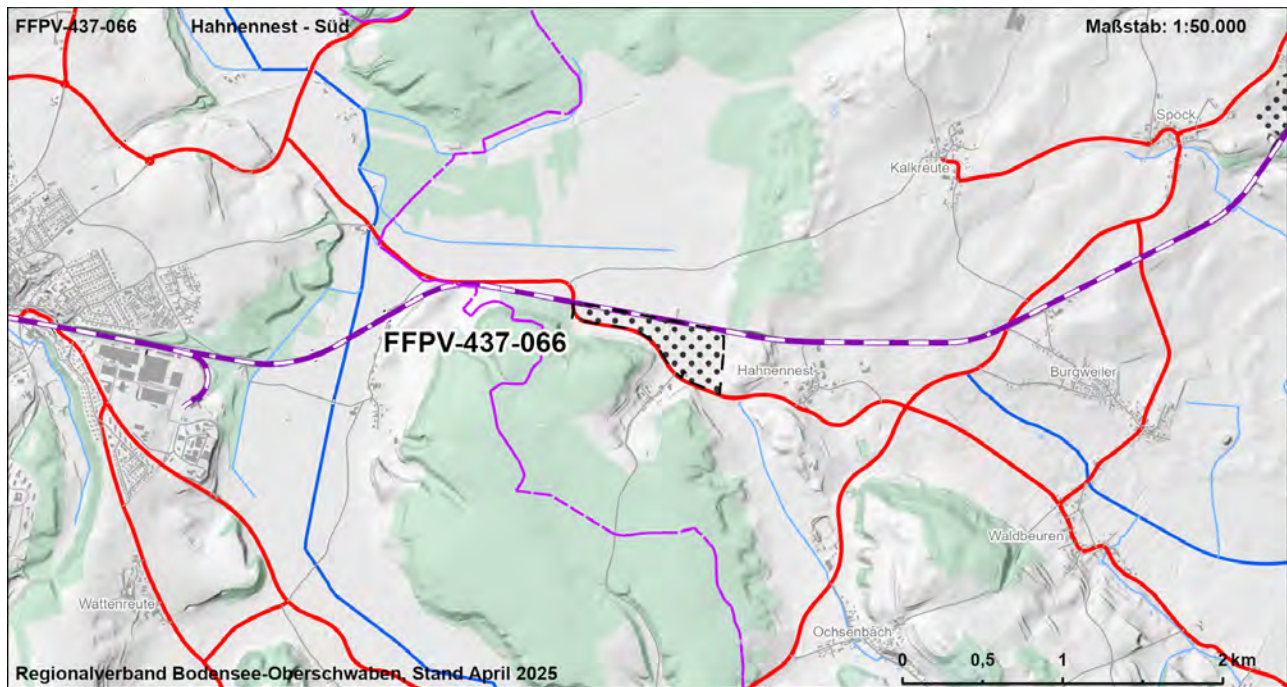 FFPV-437-066 Hahnennest - Süd Maßstab: 1:50.000
Spöck
Kalkreute
FFPV-437-066
Hahnennest
Burgweiler
Waldbeuren
Wattenreute
Ochsenbach
0 0,5 1 2 km
Regionalverband Bodensee-Oberschwaben, Stand April 2025